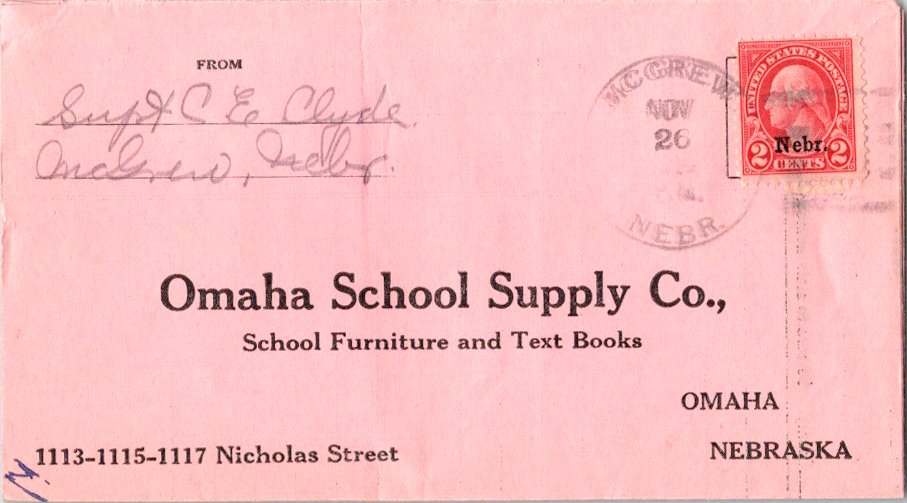 FROM
Supt C E Clyde.
McGrew, Nebr.
MCGREW
NOV
26
NEBR.
UNITED STATES POSTAGE
Nebr.
2 CENTS 2
Omaha School Supply Co.,
School Furniture and Text Books
OMAHA
NEBRASKA
1113-1115-1117 Nicholas Street